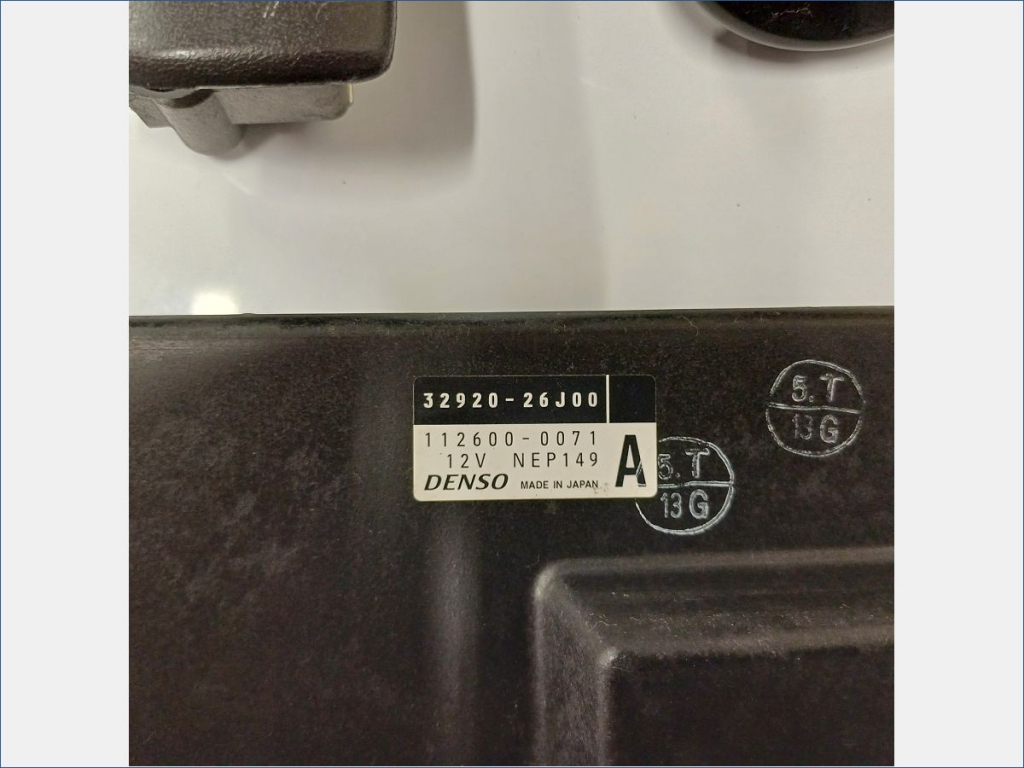 32920-26J00
112600-0071
12V NEP149
DENSO MADE IN JAPAN
A
5.T
13G
5.T
13G